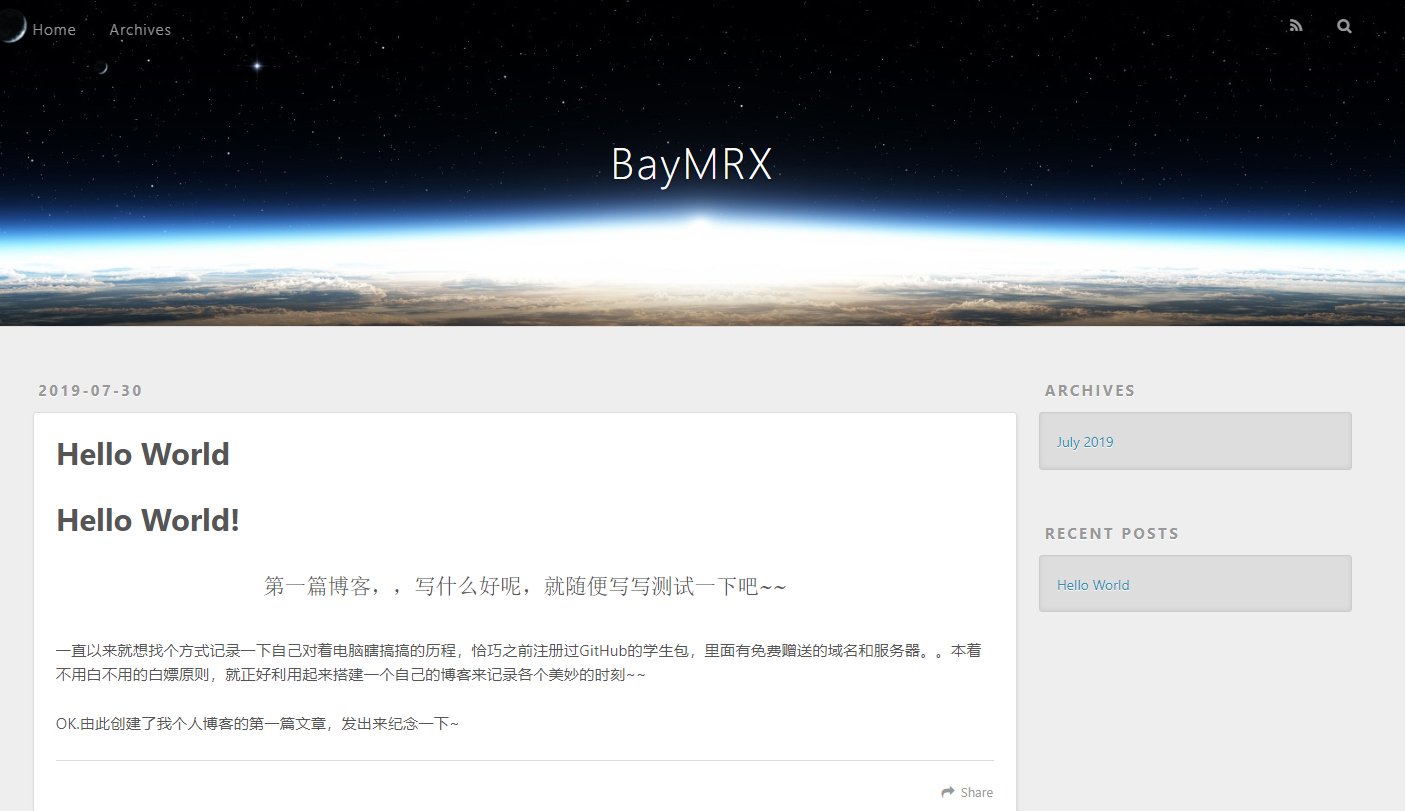 Home Archives
BayMRX
2019-07-30
Hello World
Hello World!
第一篇博客，，写什么好呢，就随便写写测试一下吧~~
一直以来就想找个方式记录一下自己对着电脑瞎搞搞的历程，恰巧之前注册过GitHub的学生包，里面有免费赠送的域名和服务器。。本着
不用白不用的白嫖原则，就正好利用起来搭建一个自己的博客来记录各个美妙的时刻~~
OK.由此创建了我个人博客的第一篇文章，发出来纪念一下~
Share
ARCHIVES
July 2019
RECENT POSTS
Hello World